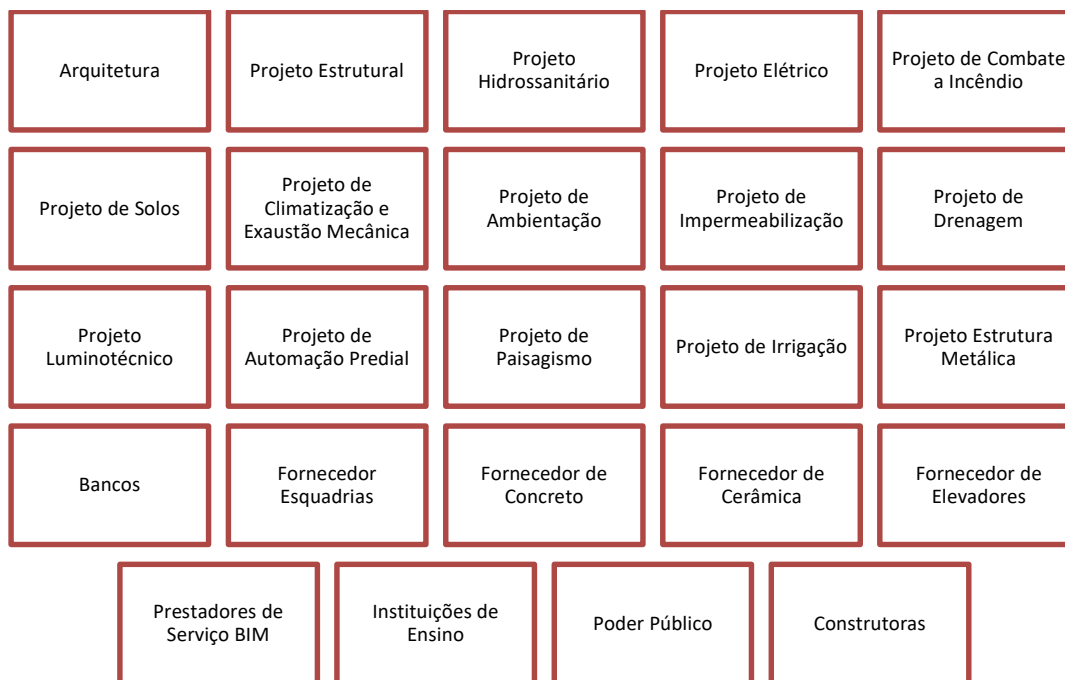 Arquitetura
Projeto Estrutural
Projeto
Hidrossanitário
Projeto Elétrico
Projeto de Combate
a Incêndio
Projeto de Solos
Projeto de
Climatização e
Exaustão Mecânica
Projeto de
Ambientação
Projeto de
Impermeabilização
Projeto de
Drenagem
Projeto
Luminotécnico
Projeto de
Automação Predial
Projeto de
Paisagismo
Projeto de Irrigação
Projeto Estrutura
Metálica
Bancos
Fornecedor
Esquadrias
Fornecedor de
Concreto
Fornecedor de
Cerâmica
Fornecedor de
Elevadores
Prestadores de
Serviço BIM
Instituições de
Ensino
Poder Público
Construtoras